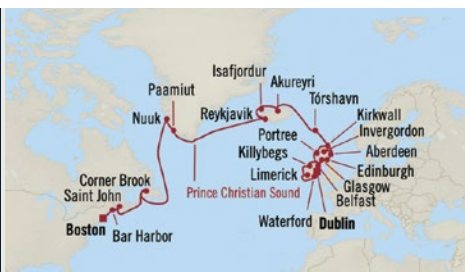 Isafjordur
Akureyri
Paamiut
Tórshavn
Nuuk
Reykjavik
Kirkwall
Invergordon
Portree
Aberdeen
Killybegs
Edinburgh
Corner Brook
Limerick
Glasgow
Saint John
Prince Christian Sound
Belfast
Boston
Bar Harbor
Waterford
Dublin